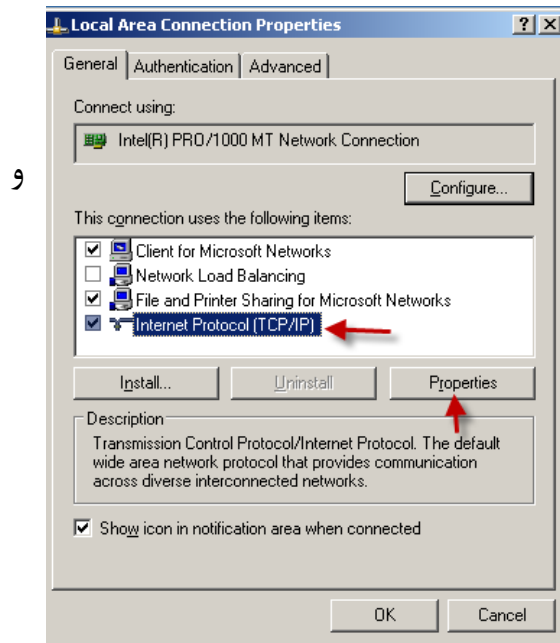 Local Area Connection Properties
General Authentication Advanced
Connect using:
Intel(R) PRO/1000 MT Network Connection
و
Configure...
This connection uses the following items:
Client for Microsoft Networks
Network Load Balancing
File and Printer Sharing for Microsoft Networks
Internet Protocol (TCP/IP)
Install... Uninstall Properties
Description
Transmission Control Protocol/Internet Protocol. The default
wide area network protocol that provides communication
across diverse interconnected networks.
Show icon in notification area when connected
OK Cancel